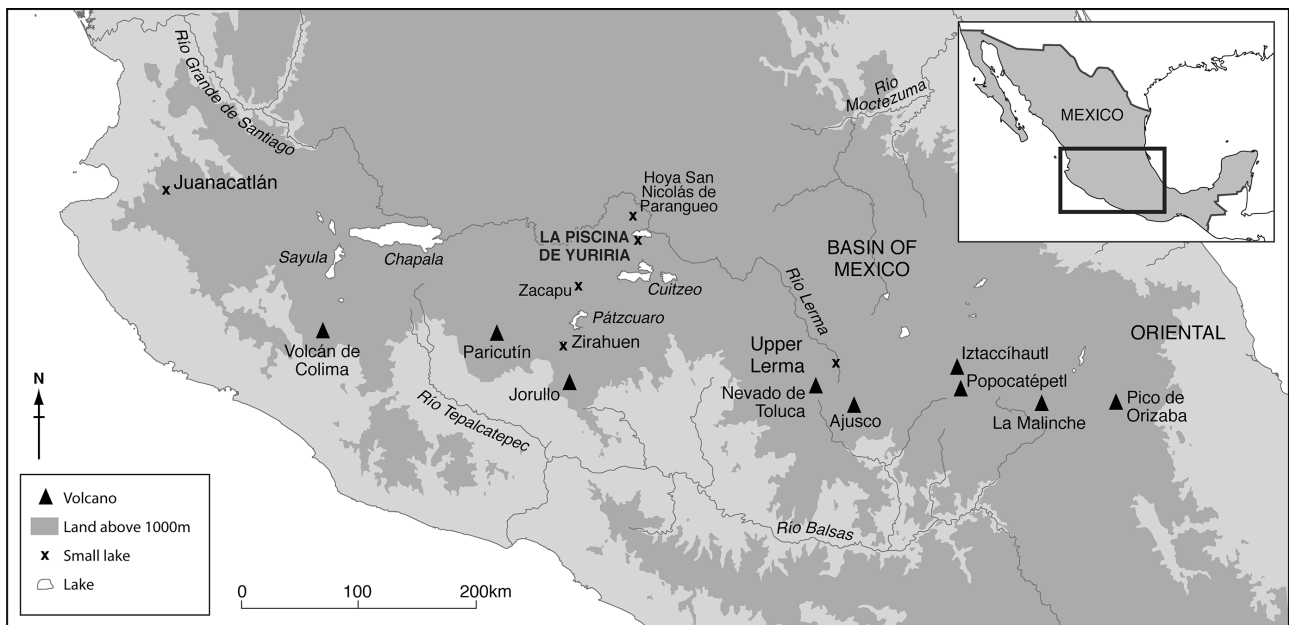 Río Grande de Santiago
Río
Moctezuma
MEXICO
Juanacatlán
Hoya San
Nicolás de
Parangueo
LA PISCINA
DE YURIRIA
Sayula
Chapala
BASIN OF
MEXICO
Zacapu
Cuitzeo
Río Lerma
Pátzcuaro
Zirahuen
Volcán de
Colima
Paricutín
Jorullo
Upper
Lerma
Nevado de
Toluca
Ajusco
Iztaccíhautl
Popocatépetl
La Malinche
ORIENTAL
Pico de
Orizaba
Río Tepalcatepec
Río Balsas
N
Volcano
Land above 1000m
x Small lake
Lake
0 100 200km